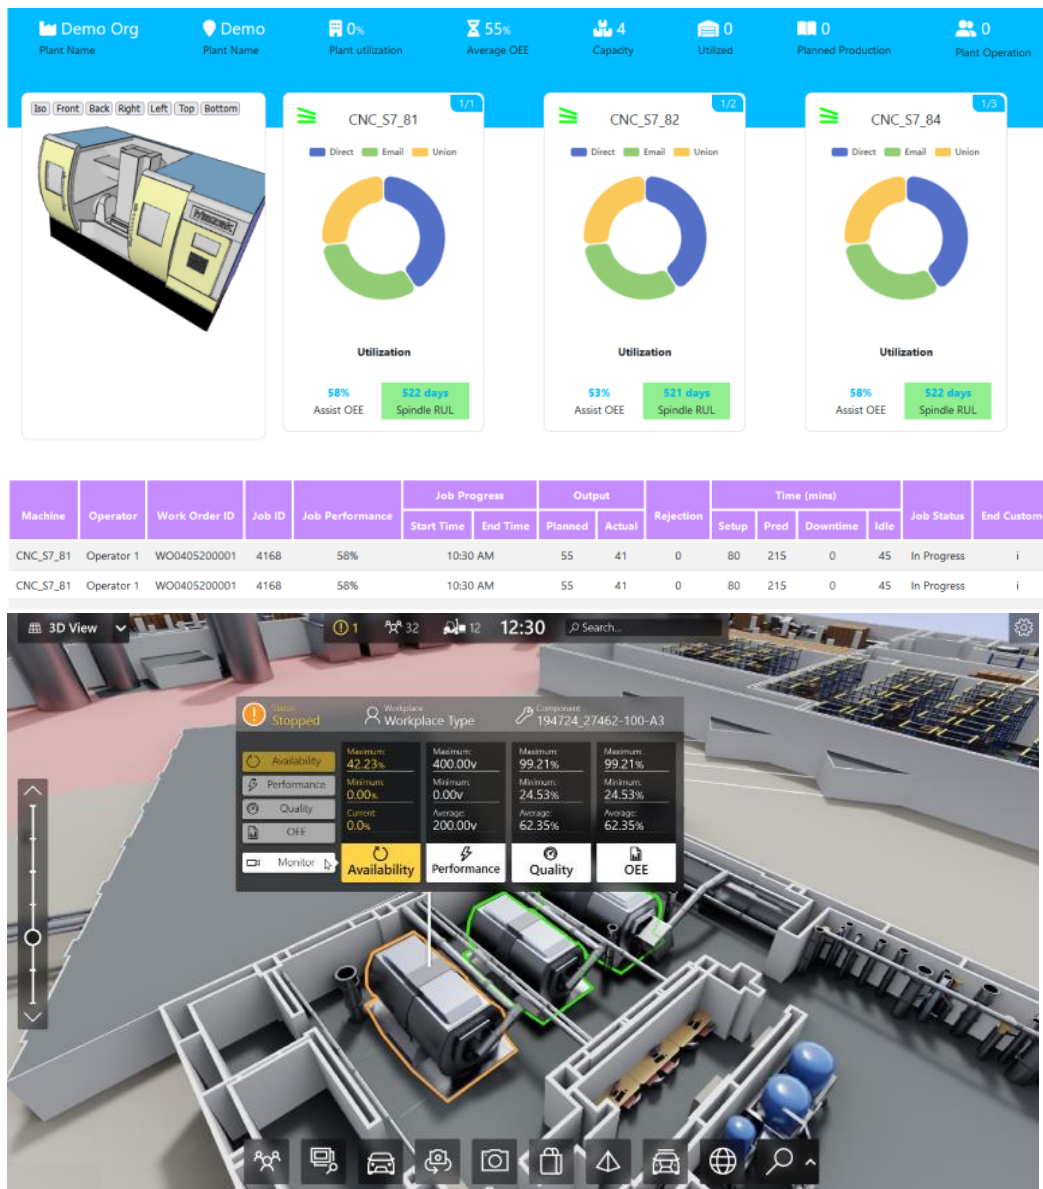 Demo Org
Plant Name
Demo
Plant Name
0%
Plant utilization
55%
Average OEE
4
Capacity
0
Utilized
0
Planned Production
0
Plant Operation
Iso Front Back Right Left Top Bottom
Mazak
1/1
CNC_S7_81
Direct Email Union
Utilization
58%
Assist OEE
522 days
Spindle RUL
1/2
CNC_S7_82
Direct Email Union
Utilization
53%
Assist OEE
521 days
Spindle RUL
1/3
CNC_S7_84
Direct Email Union
Utilization
58%
Assist OEE
522 days
Spindle RUL
Machine Operator Work Order ID Job ID Job Performance Job Progress Output Rejection Time (mins) Job Status End Custom
Start Time End Time Planned Actual Setup Pred Downtime Idle
CNC_S7_81 Operator 1 WO0405200001 4168 58% 10:30 AM 55 41 0 80 215 0 45 In Progress i
CNC_S7_81 Operator 1 WO0405200001 4168 58% 10:30 AM 55 41 0 80 215 0 45 In Progress i
3D View 1 32 12 12:30 Search...
Status
Stopped
Workplace
Workplace Type
Component
194724_27462-100-A3
Availability
Performance
Quality
OEE
Monitor
Maximum:
42.23%
Minimum:
0.00%
Current:
0.0%
Availability
Maximum:
400.00v
Minimum:
0.00v
Average:
200.00v
Performance
Maximum:
99.21%
Minimum:
24.53%
Average:
62.35%
Quality
Maximum:
99.21%
Minimum:
24.53%
Average:
62.35%
OEE